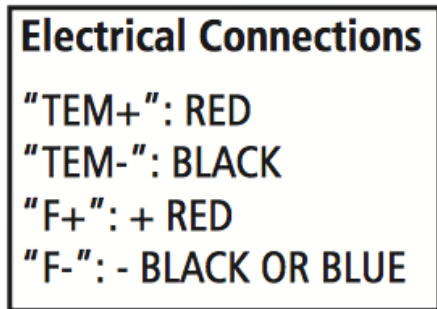 Electrical Connections
"TEM+": RED
"TEM-": BLACK
"F+": + RED
"F-": - BLACK OR BLUE